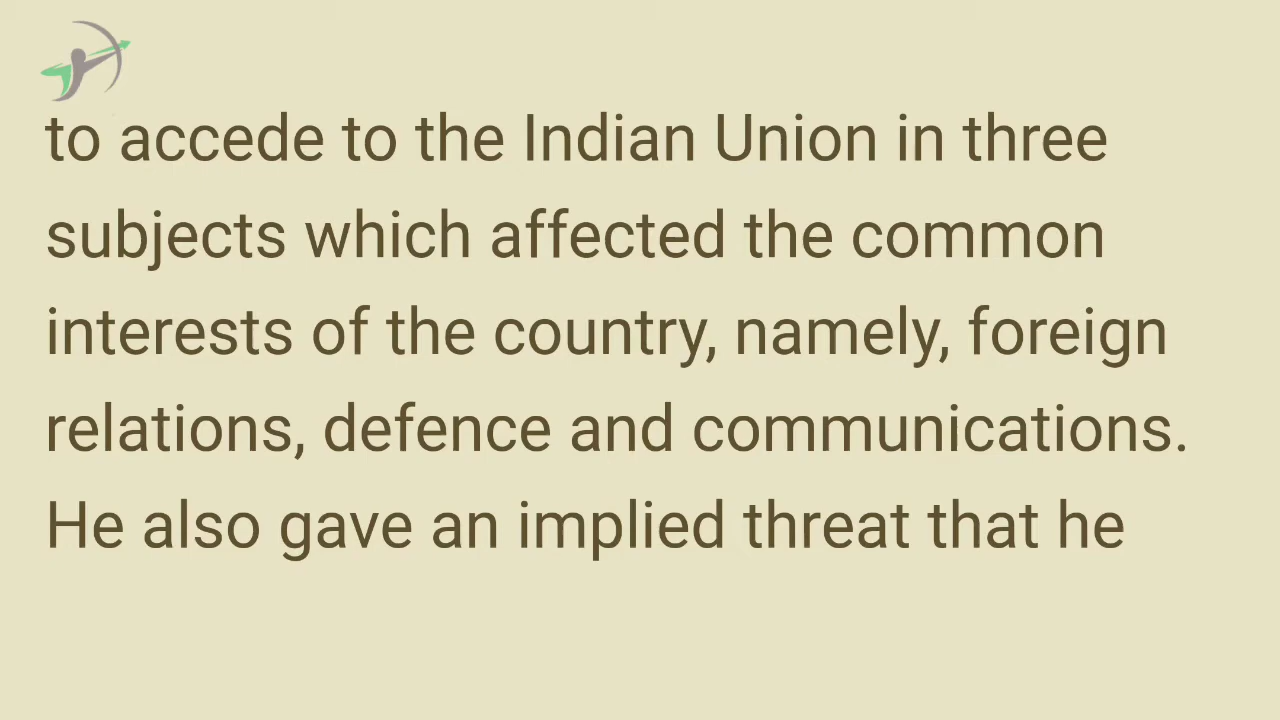 to accede to the Indian Union in three
subjects which affected the common
interests of the country, namely, foreign
relations, defence and communications.
He also gave an implied threat that he